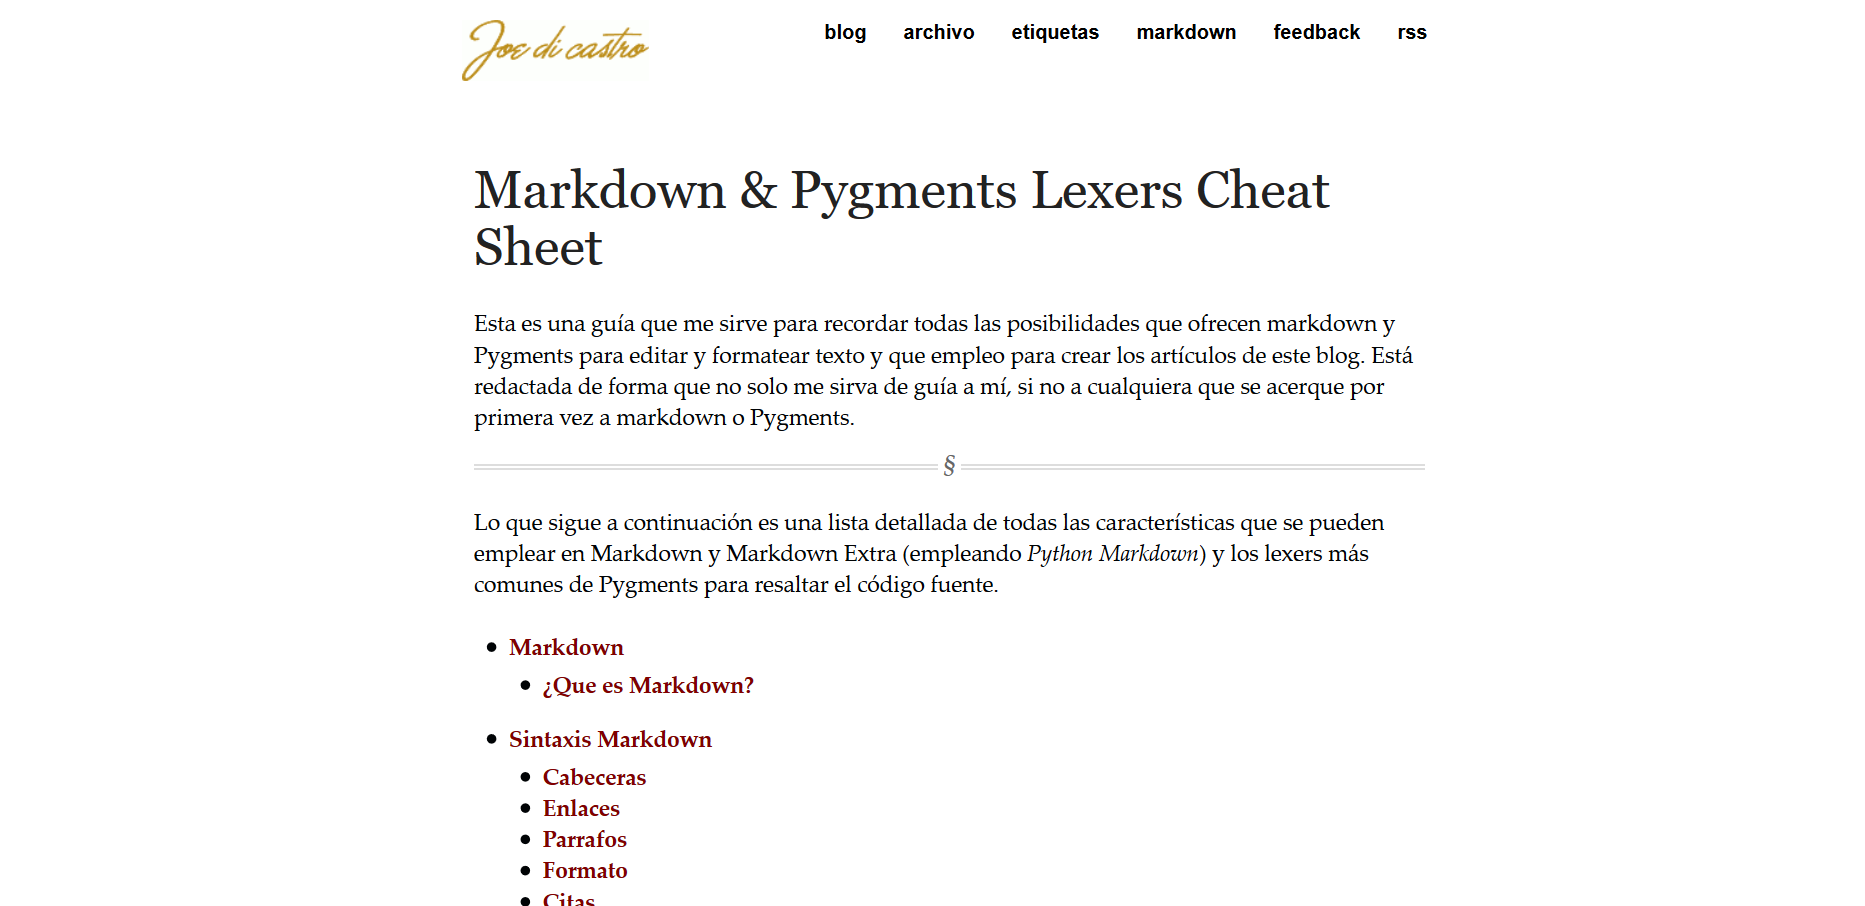 Joe di castro
blog archivo etiquetas markdown feedback rss
Markdown & Pygments Lexers Cheat
Sheet
Esta es una guía que me sirve para recordar todas las posibilidades que ofrecen markdown y
Pygments para editar y formatear texto y que empleo para crear los artículos de este blog. Está
redactada de forma que no solo me sirva de guía a mí, si no a cualquiera que se acerque por
primera vez a markdown o Pygments.
§
Lo que sigue a continuación es una lista detallada de todas las características que se pueden
emplear en Markdown y Markdown Extra (empleando Python Markdown) y los lexers más
comunes de Pygments para resaltar el código fuente.
• Markdown
• ¿Que es Markdown?
• Sintaxis Markdown
• Cabeceras
• Enlaces
• Parrafos
• Formato
• Citas